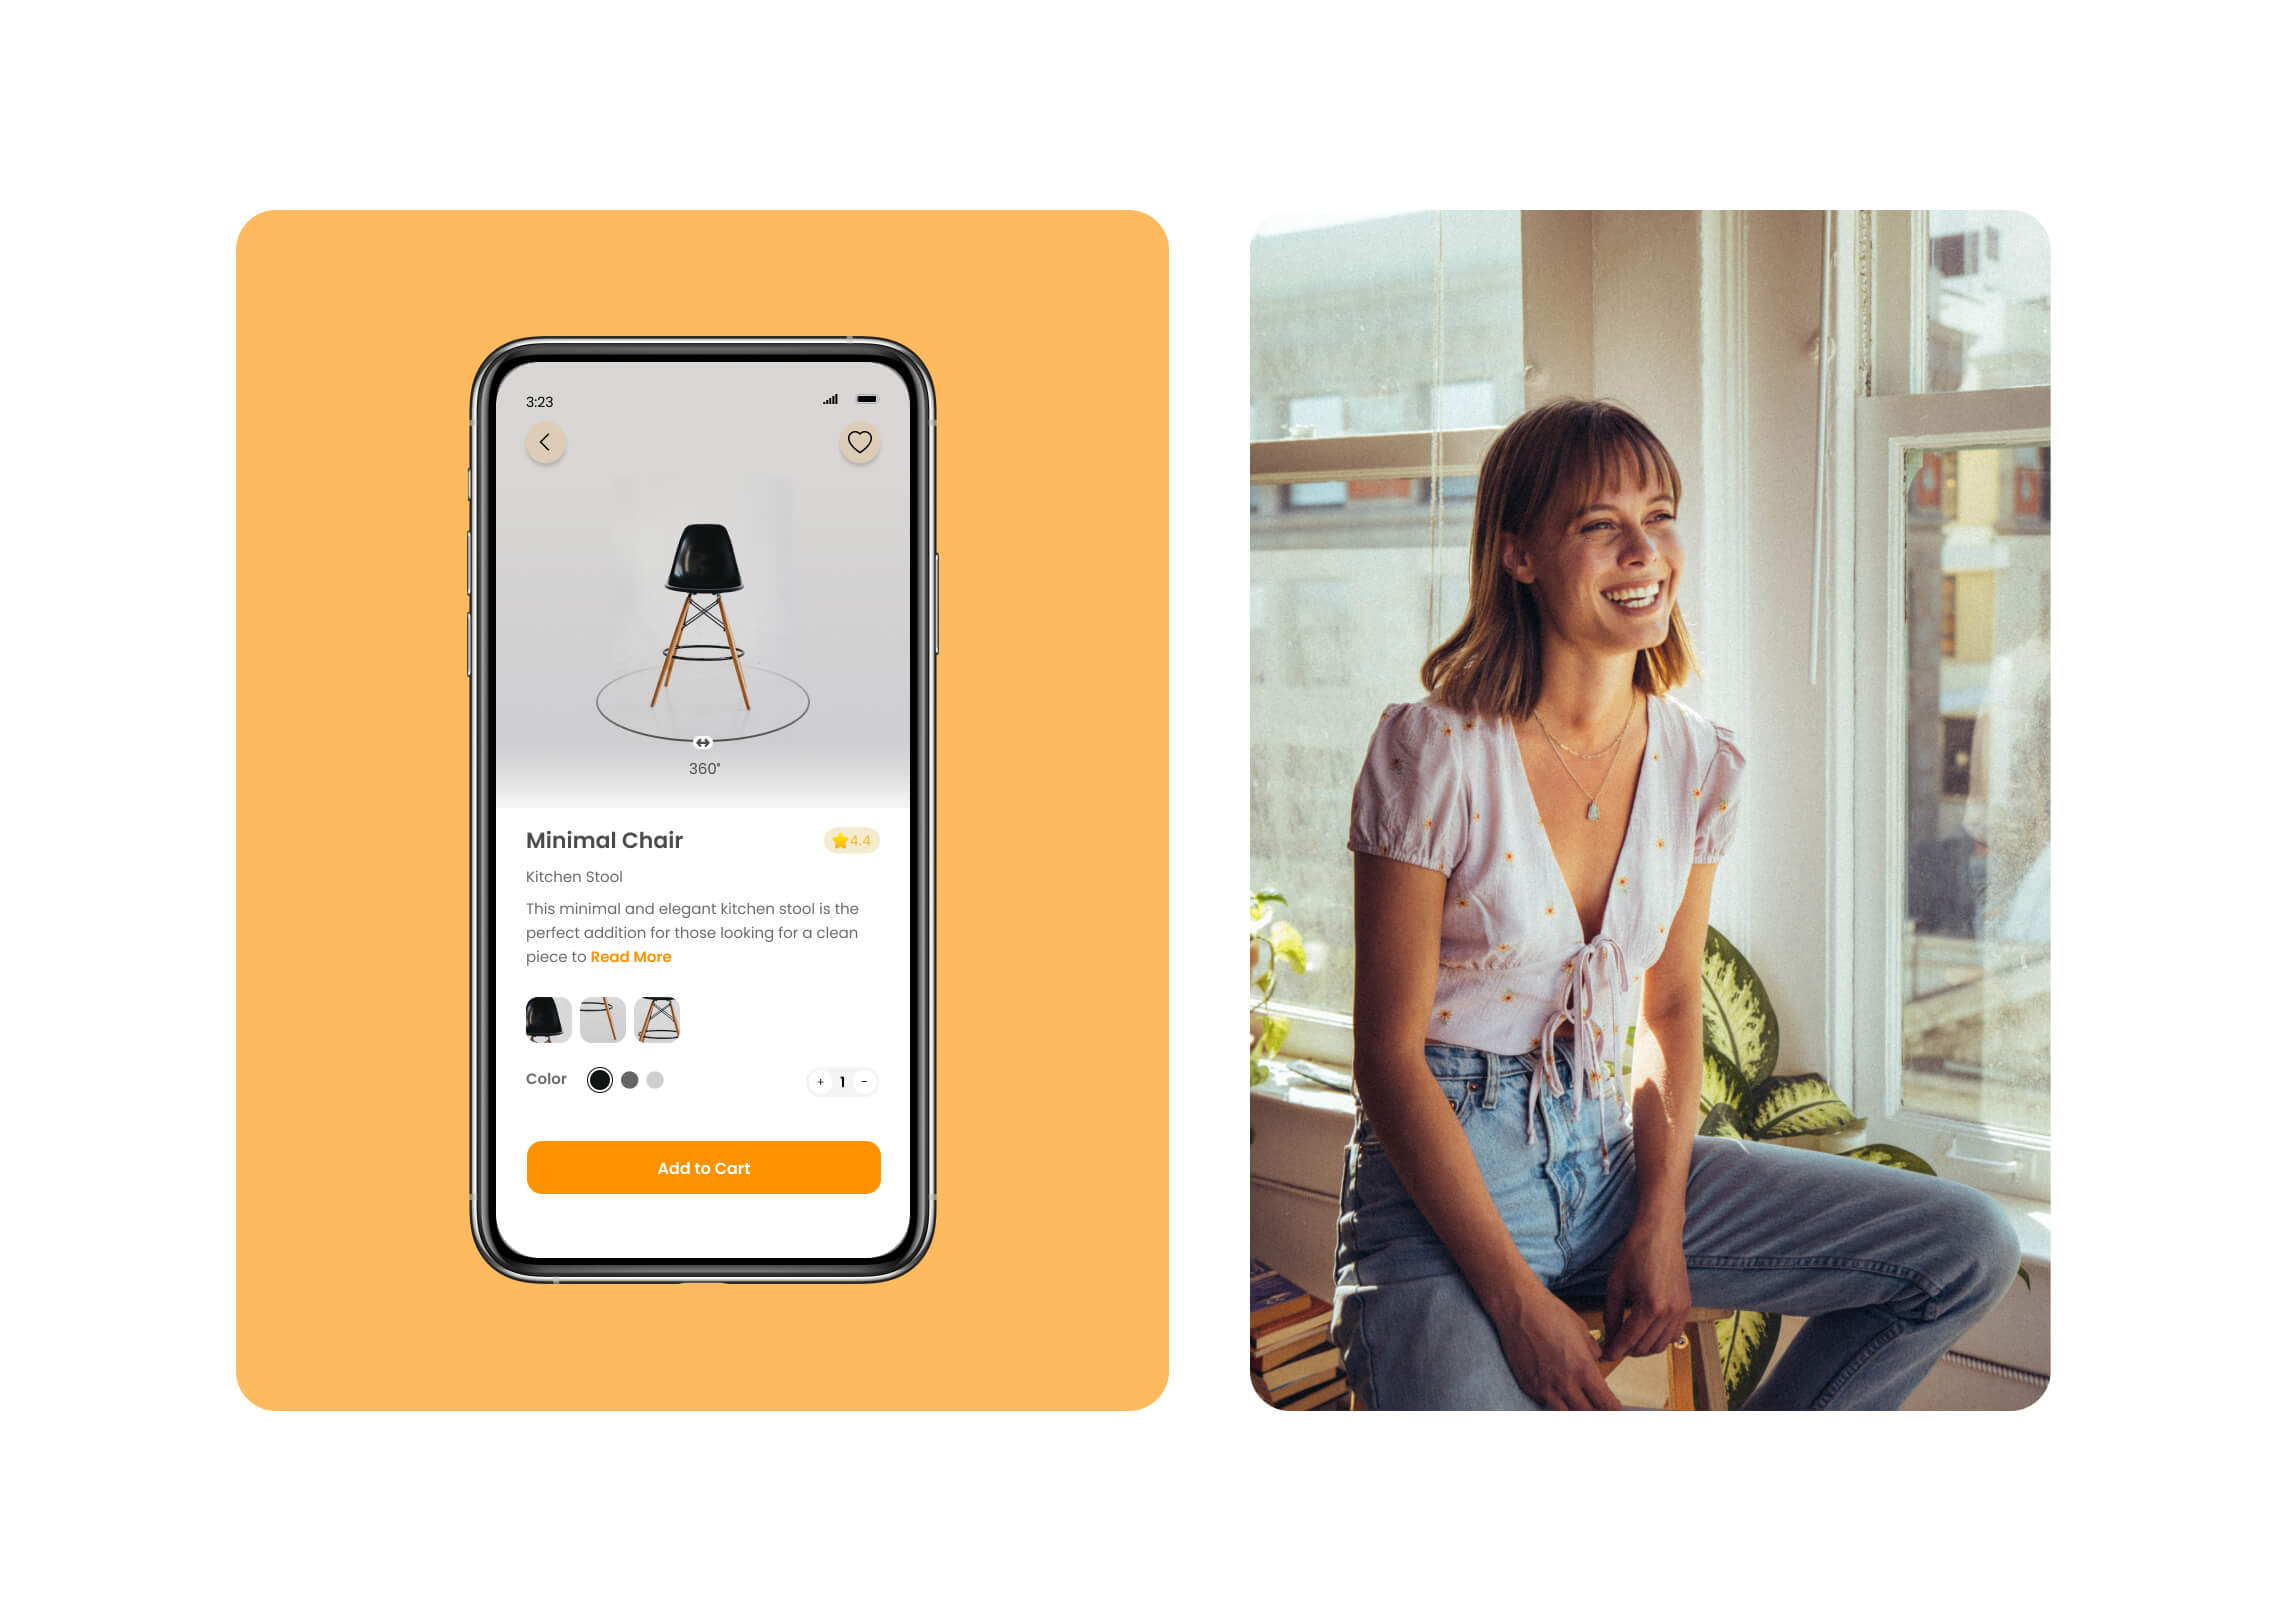 3:23
360°
Minimal Chair
4.4
Kitchen Stool
This minimal and elegant kitchen stool is the
perfect addition for those looking for a clean
piece to Read More
Color
+ 1 -
Add to Cart